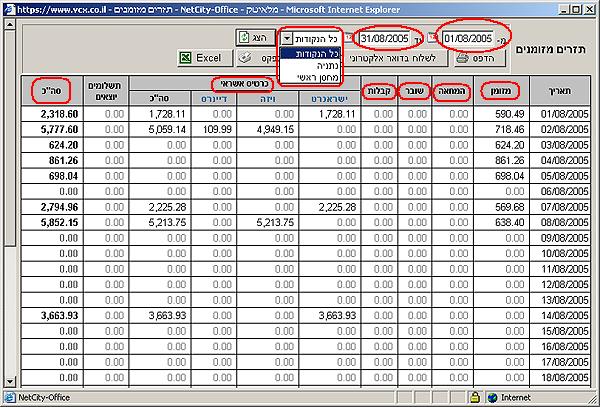 https://www.vcx.co.il - תזרים מזומנים - NetCity-Office - מלאיטק - Microsoft Internet Explorer
תזרים מזומנים
מ- 01/08/2005 עד 31/08/2005 כל הנקודות הצג
כל הנקודות
נתניה
מחסן ראשי
הדפס לשלוח בדואר אלקטרוני Excel
תאריך מזומן המחאה שובר קבלות כרטיס אשראי תשלומים יוצאים סה"כ
ישראכרט ויזה דיינרס סה"כ
01/08/2005 590.49 0.00 0.00 0.00 1,728.11 0.00 0.00 1,728.11 0.00 2,318.60
02/08/2005 718.46 0.00 0.00 0.00 0.00 4,949.15 109.99 5,059.14 0.00 5,777.60
03/08/2005 624.20 0.00 0.00 0.00 0.00 0.00 0.00 0.00 0.00 624.20
04/08/2005 861.26 0.00 0.00 0.00 0.00 0.00 0.00 0.00 0.00 861.26
05/08/2005 698.04 0.00 0.00 0.00 0.00 0.00 0.00 0.00 0.00 698.04
06/08/2005 0.00 0.00 0.00 0.00 0.00 0.00 0.00 0.00 0.00 0.00
07/08/2005 569.68 0.00 0.00 0.00 2,225.28 0.00 0.00 2,225.28 0.00 2,794.96
08/08/2005 638.40 0.00 0.00 0.00 0.00 5,213.75 0.00 5,213.75 0.00 5,852.15
09/08/2005 0.00 0.00 0.00 0.00 0.00 0.00 0.00 0.00 0.00 0.00
10/08/2005 0.00 0.00 0.00 0.00 0.00 0.00 0.00 0.00 0.00 0.00
11/08/2005 0.00 0.00 0.00 0.00 0.00 0.00 0.00 0.00 0.00 0.00
12/08/2005 0.00 0.00 0.00 0.00 0.00 0.00 0.00 0.00 0.00 0.00
13/08/2005 0.00 0.00 0.00 0.00 0.00 0.00 0.00 0.00 0.00 0.00
14/08/2005 0.00 0.00 0.00 0.00 3,663.93 0.00 0.00 3,663.93 0.00 3,663.93
15/08/2005 0.00 0.00 0.00 0.00 0.00 0.00 0.00 0.00 0.00 0.00
16/08/2005 0.00 0.00 0.00 0.00 0.00 0.00 0.00 0.00 0.00 0.00
17/08/2005 0.00 0.00 0.00 0.00 0.00 0.00 0.00 0.00 0.00 0.00
18/08/2005 0.00 0.00 0.00 0.00 0.00 0.00 0.00 0.00 0.00 0.00
NetCity-Office Internet